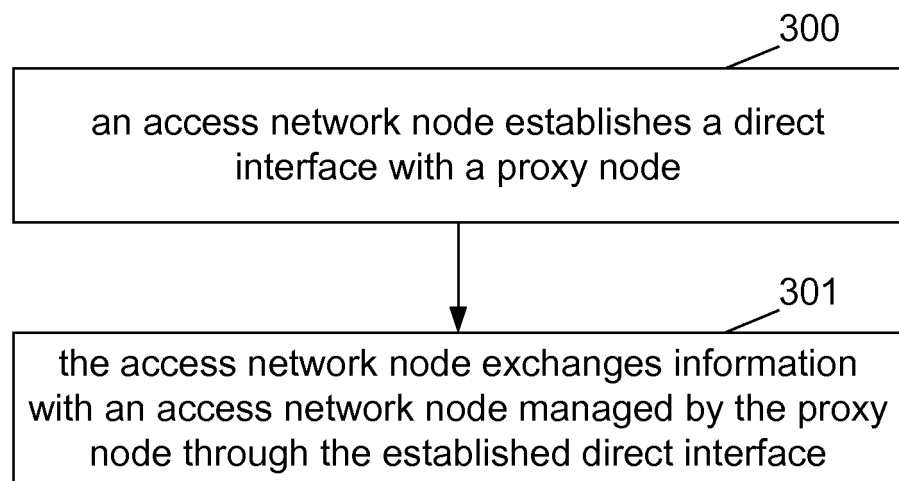 300
an access network node establishes a direct
interface with a proxy node
301
the access network node exchanges information
with an access network node managed by the proxy
node through the established direct interface